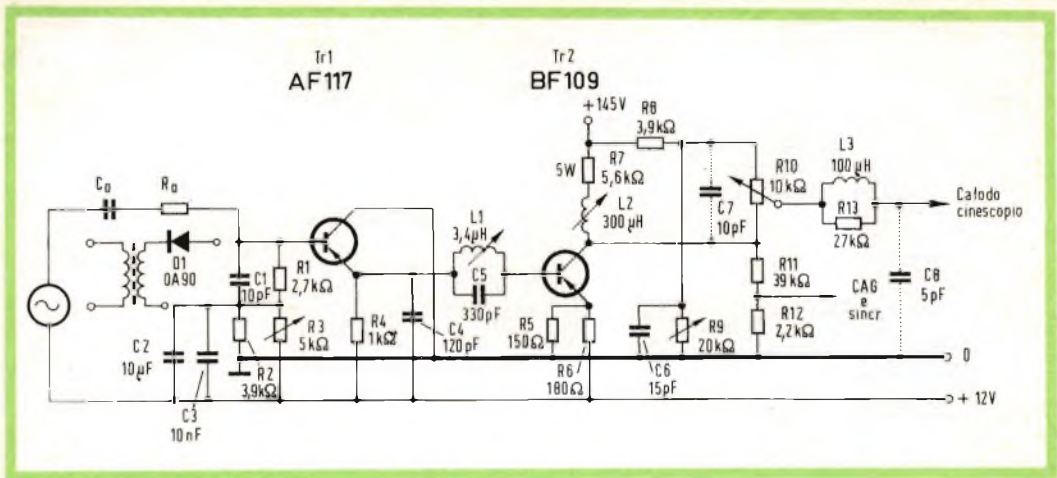 Tr1
AF117
Tr2
BF109
+145V
R8
3,9kΩ
5W
R7
5,6kΩ
L2
300μH
C7
10pF
R10
10kΩ
L3
100μH
R13
27kΩ
Catodo
cinescopio
Co
Ro
D1
OA90
C1
10pF
R1
2,7kΩ
L1
3,4μH
C5
330pF
R11
39kΩ
CAG
e
sincr.
R12
2,2kΩ
C8
5pF
C2
10μF
C3
10nF
R2
3,9kΩ
R3
5kΩ
R4
1kΩ
C4
120pF
R5
150Ω
R6
180Ω
C6
15pF
R9
20kΩ
0
+12V